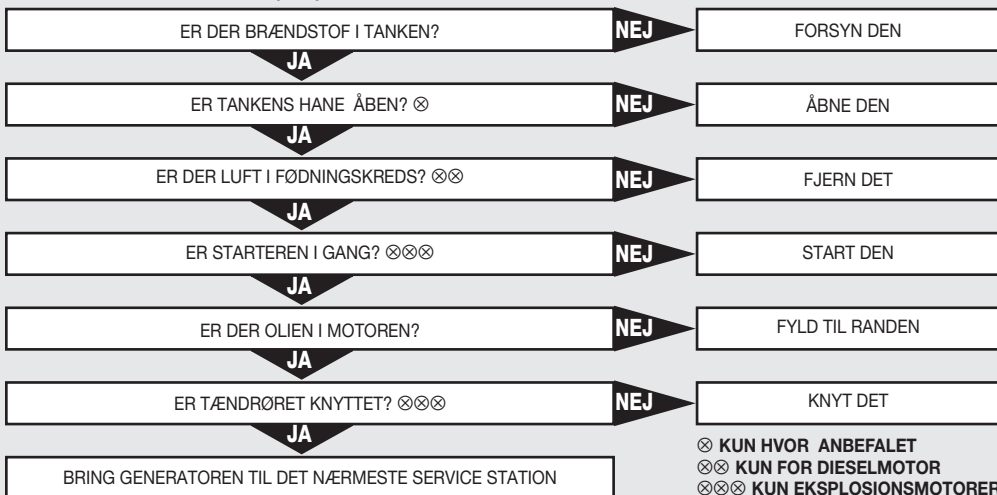 ER DER BRÆNDSTOF I TANKEN? NEJ FORSYN DEN
JA
ER TANKENS HANE ÅBEN? ⊗ NEJ ÅBNE DEN
JA
ER DER LUFT I FØDNINGSKREDS? ⊗⊗ NEJ FJERN DET
JA
ER STARTEREN I GANG? ⊗⊗⊗ NEJ START DEN
JA
ER DER OLIEN I MOTOREN? NEJ FYLD TIL RANDEN
JA
ER TÆNDRØRET KNYTTET? ⊗⊗⊗ NEJ KNYT DET
JA
BRING GENERATOREN TIL DET NÆRMESTE SERVICE STATION
⊗ KUN HVOR ANBEFALET
⊗⊗ KUN FOR DIESELMOTOR
⊗⊗⊗ KUN EKSPLOSIONSMOTORER